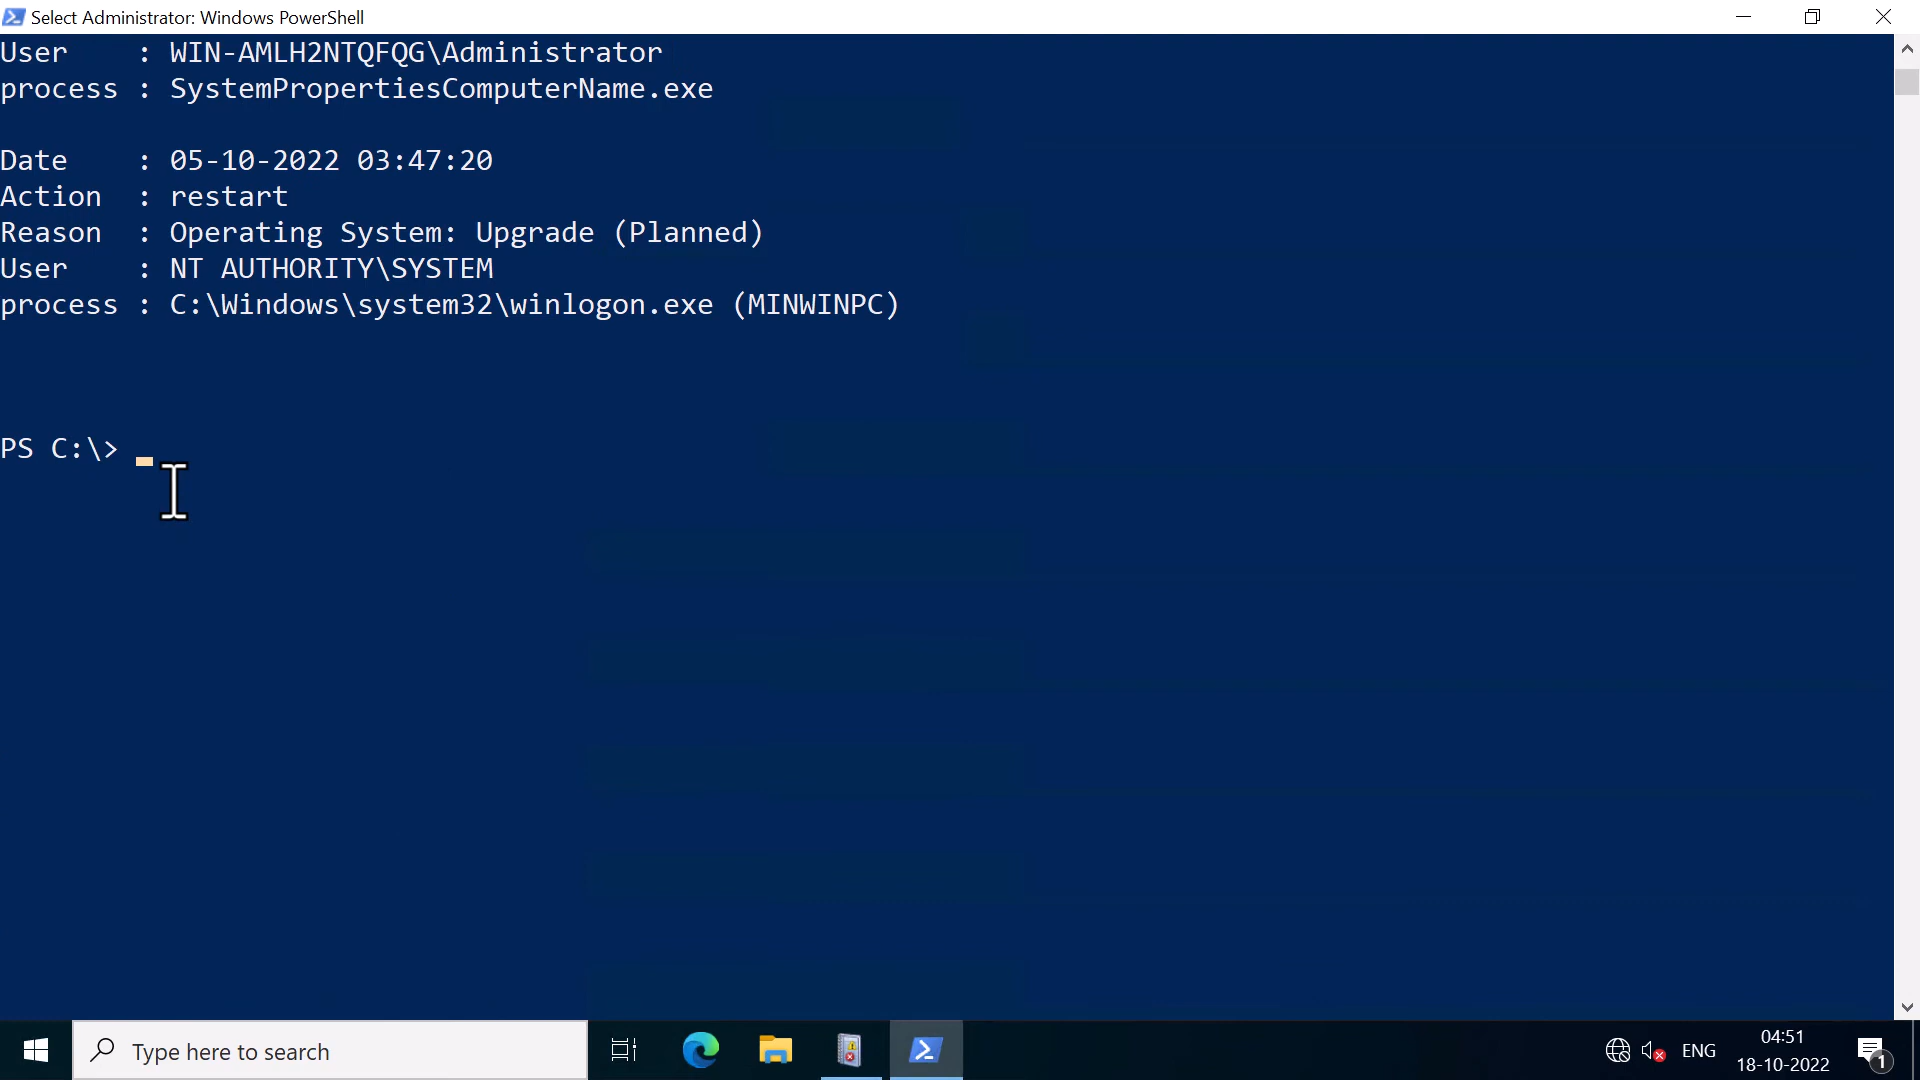 Select Administrator: Windows PowerShell
User    : WIN-AMLH2NTQFQG\Administrator
process : SystemPropertiesComputerName.exe
Date    : 05-10-2022 03:47:20
Action  : restart
Reason  : Operating System: Upgrade (Planned)
User    : NT AUTHORITY\SYSTEM
process : C:\Windows\system32\winlogon.exe (MINWINPC)
PS C:\>
Type here to search
ENG
04:51
18-10-2022
1